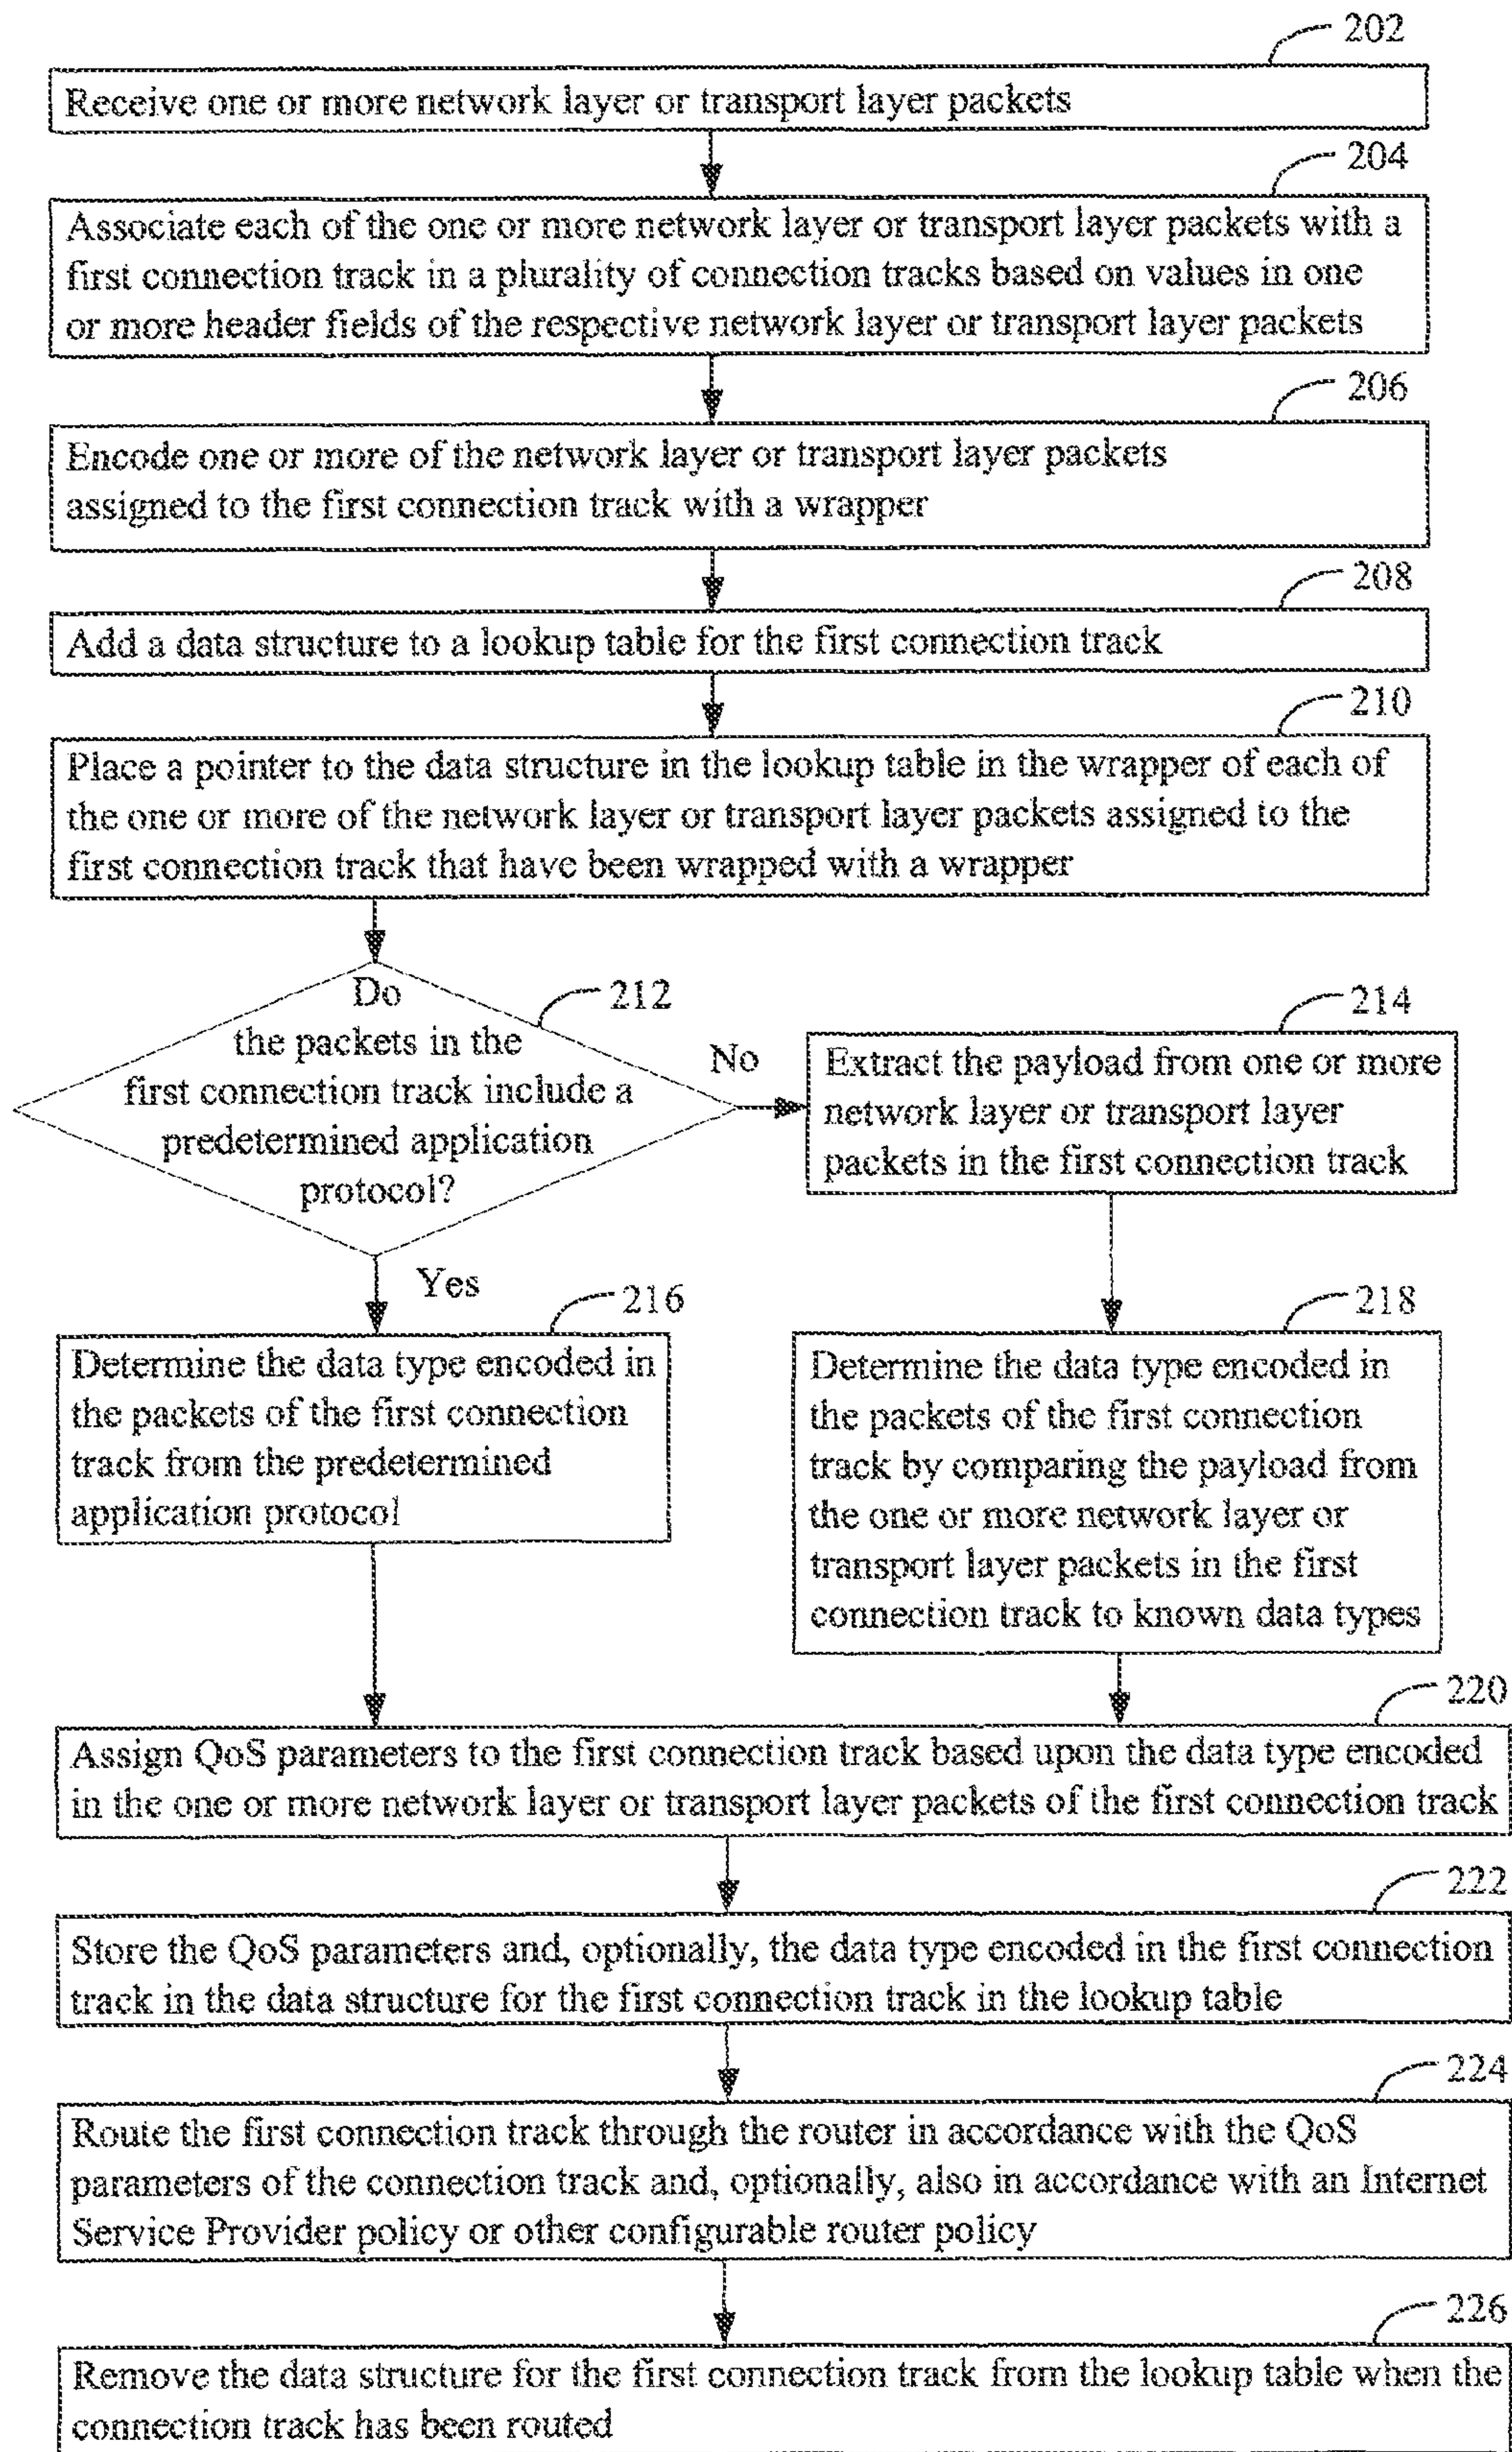 202
Receive one or more network layer or transport layer packets
204
Associate each of the one or more network layer or transport layer packets with a
first connection track in a plurality of connection tracks based on values in one
or more header fields of the respective network layer or transport layer packets
206
Encode one or more of the network layer or transport layer packets
assigned to the first connection track with a wrapper
208
Add a data structure to a lookup table for the first connection track
210
Place a pointer to the data structure in the lookup table in the wrapper of each of
the one or more of the network layer or transport layer packets assigned to the
first connection track that have been wrapped with a wrapper
212
Do
the packets in the
first connection track include a
predetermined application
protocol?
No
214
Extract the payload from one or more
network layer or transport layer
packets in the first connection track
Yes
216
Determine the data type encoded in
the packets of the first connection
track from the predetermined
application protocol
218
Determine the data type encoded in
the packets of the first connection
track by comparing the payload from
the one or more network layer or
transport layer packets in the first
connection track to known data types
220
Assign QoS parameters to the first connection track based upon the data type encoded
in the one or more network layer or transport layer packets of the first connection track
222
Store the QoS parameters and, optionally, the data type encoded in the first connection
track in the data structure for the first connection track in the lookup table
224
Route the first connection track through the router in accordance with the QoS
parameters of the connection track and, optionally, also in accordance with an Internet
Service Provider policy or other configurable router policy
226
Remove the data structure for the first connection track from the lookup table when the
connection track has been routed